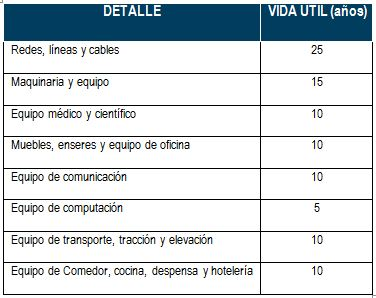 DETALLE VIDA UTIL (años)
Redes, líneas y cables 25
Maquinaria y equipo 15
Equipo médico y científico 10
Muebles, enseres y equipo de oficina 10
Equipo de comunicación 10
Equipo de computación 5
Equipo de transporte, tracción y elevación 10
Equipo de Comedor, cocina, despensa y hotelería 10